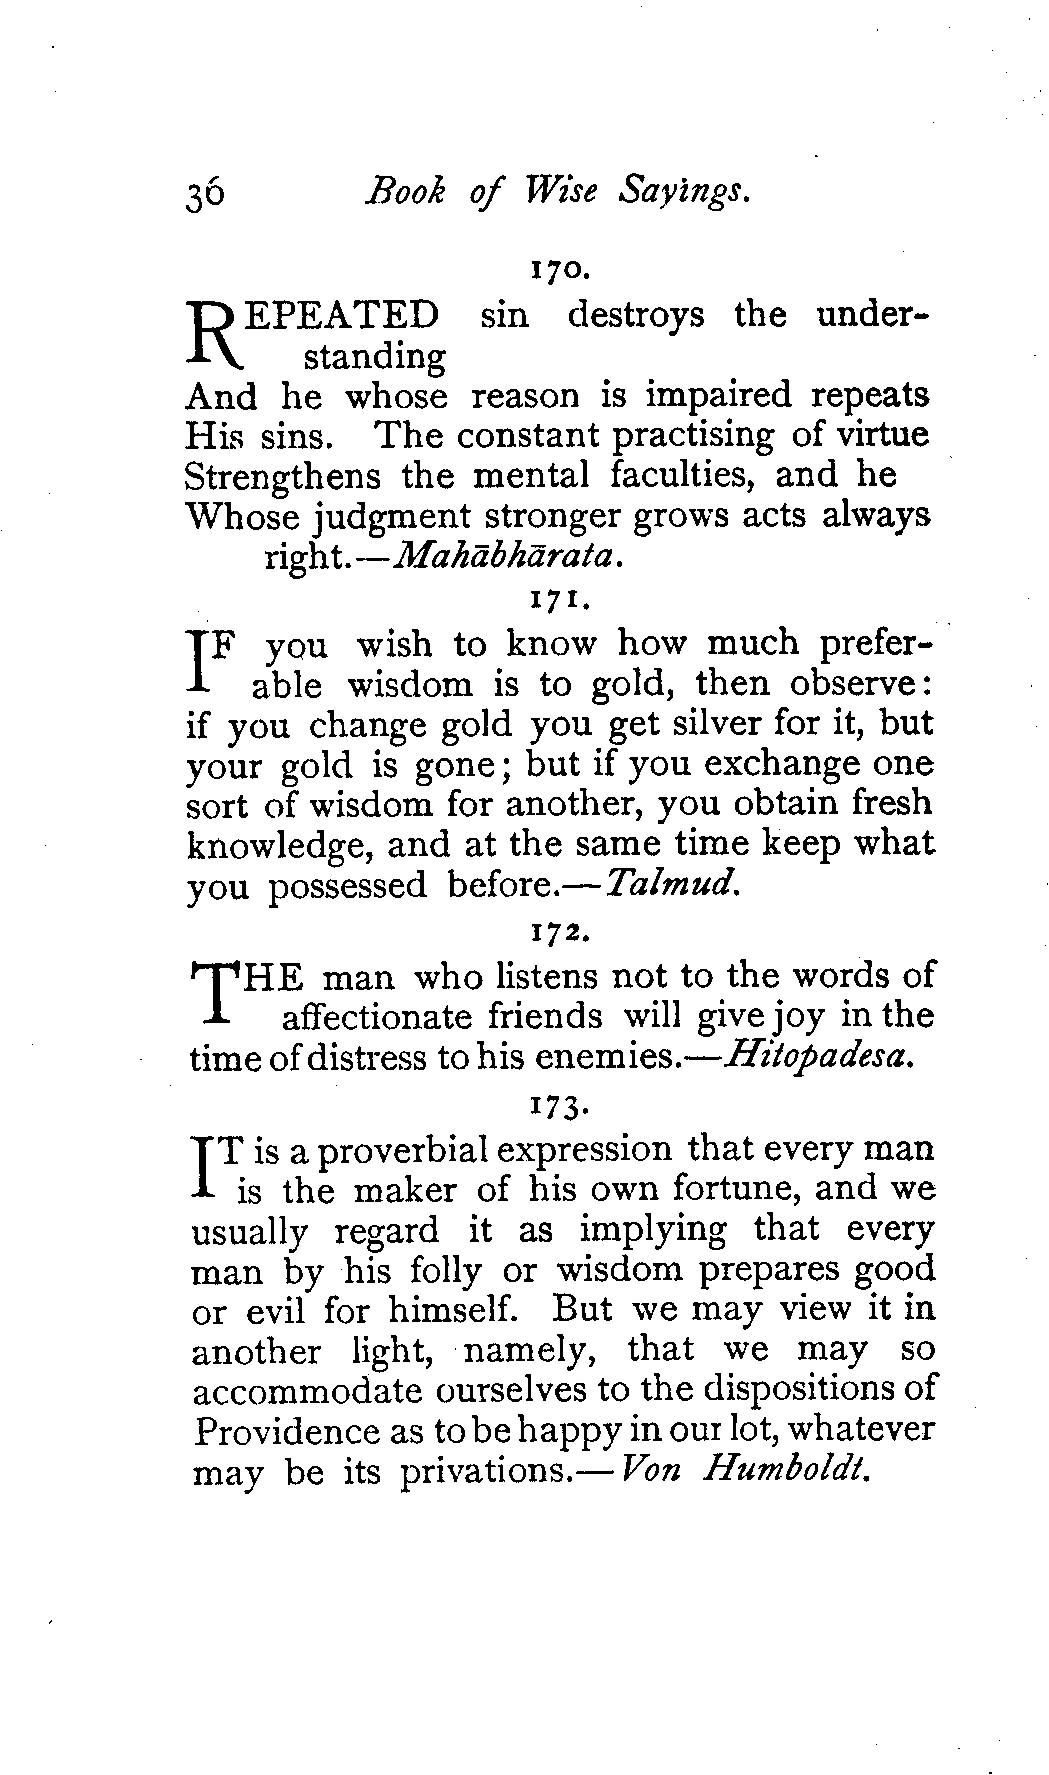 36 Book of Wise Sayings.
170.
REPEATED sin destroys the under-
standing
And he whose reason is impaired repeats
His sins. The constant practising of virtue
Strengthens the mental faculties, and he
Whose judgment stronger grows acts always
right.—Mahābhārata.
171.
IF you wish to know how much prefer-
able wisdom is to gold, then observe:
if you change gold you get silver for it, but
your gold is gone; but if you exchange one
sort of wisdom for another, you obtain fresh
knowledge, and at the same time keep what
you possessed before.—Talmud.
172.
THE man who listens not to the words of
affectionate friends will give joy in the
time of distress to his enemies.—Hitopadesa.
173.
IT is a proverbial expression that every man
is the maker of his own fortune, and we
usually regard it as implying that every
man by his folly or wisdom prepares good
or evil for himself. But we may view it in
another light, namely, that we may so
accommodate ourselves to the dispositions of
Providence as to be happy in our lot, whatever
may be its privations.—Von Humboldt.